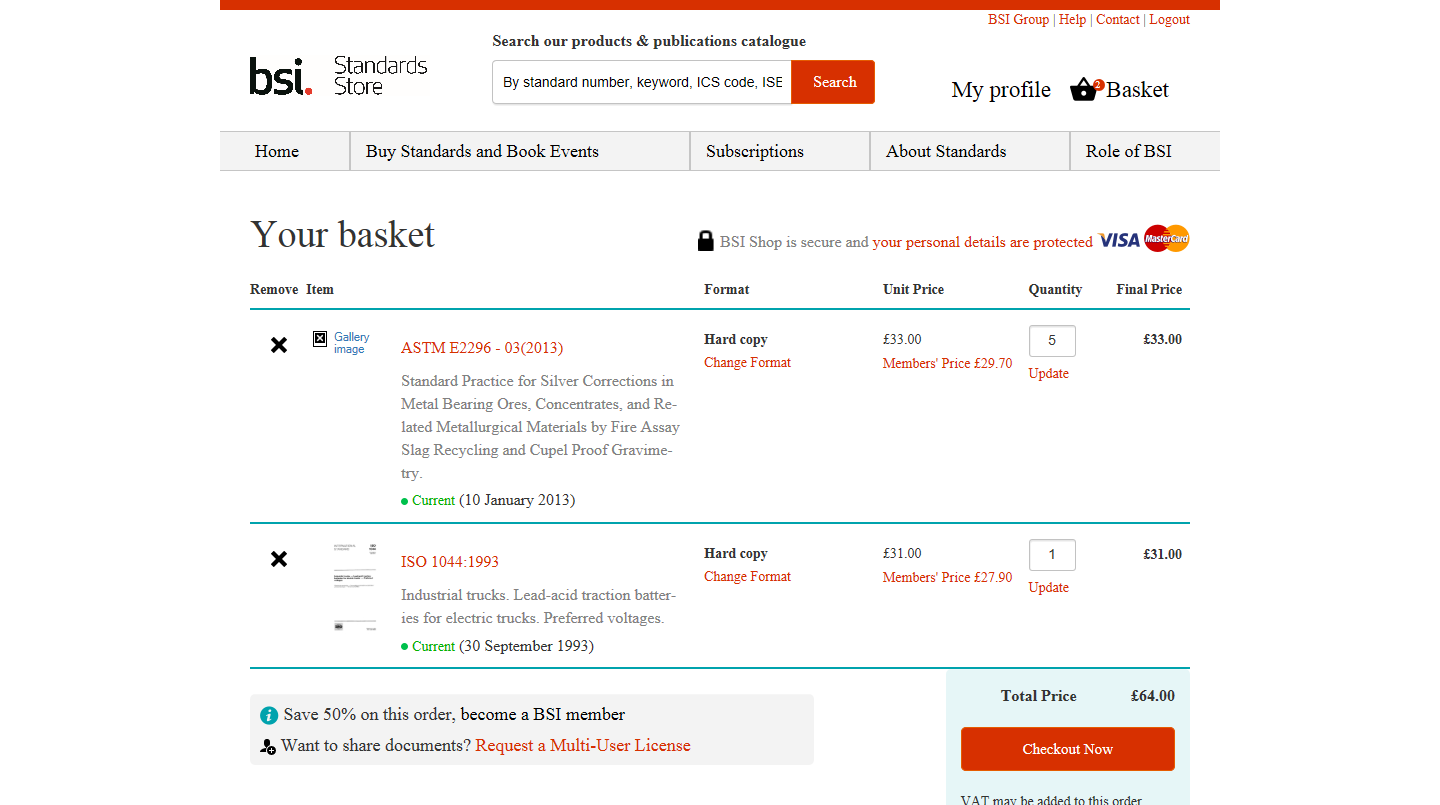 BSI Group | Help | Contact | Logout
Search our products & publications catalogue
bsi. Standards Store
By standard number, keyword, ICS code, ISE
Search
My profile
2
Basket
Home
Buy Standards and Book Events
Subscriptions
About Standards
Role of BSI
Your basket
BSI Shop is secure and your personal details are protected VISA MasterCard
Remove Item Format Unit Price Quantity Final Price
Gallery image
ASTM E2296 - 03(2013)
Standard Practice for Silver Corrections in
Metal Bearing Ores, Concentrates, and Re-
lated Metallurgical Materials by Fire Assay
Slag Recycling and Cupel Proof Gravime-
try.
Current (10 January 2013)
Hard copy
Change Format
£33.00
Members' Price £29.70
5
Update
£33.00
ISO 1044:1993
Industrial trucks. Lead-acid traction batter-
ies for electric trucks. Preferred voltages.
Current (30 September 1993)
Hard copy
Change Format
£31.00
Members' Price £27.90
1
Update
£31.00
Save 50% on this order, become a BSI member
Want to share documents? Request a Multi-User License
Total Price £64.00
Checkout Now
VAT may be added to this order